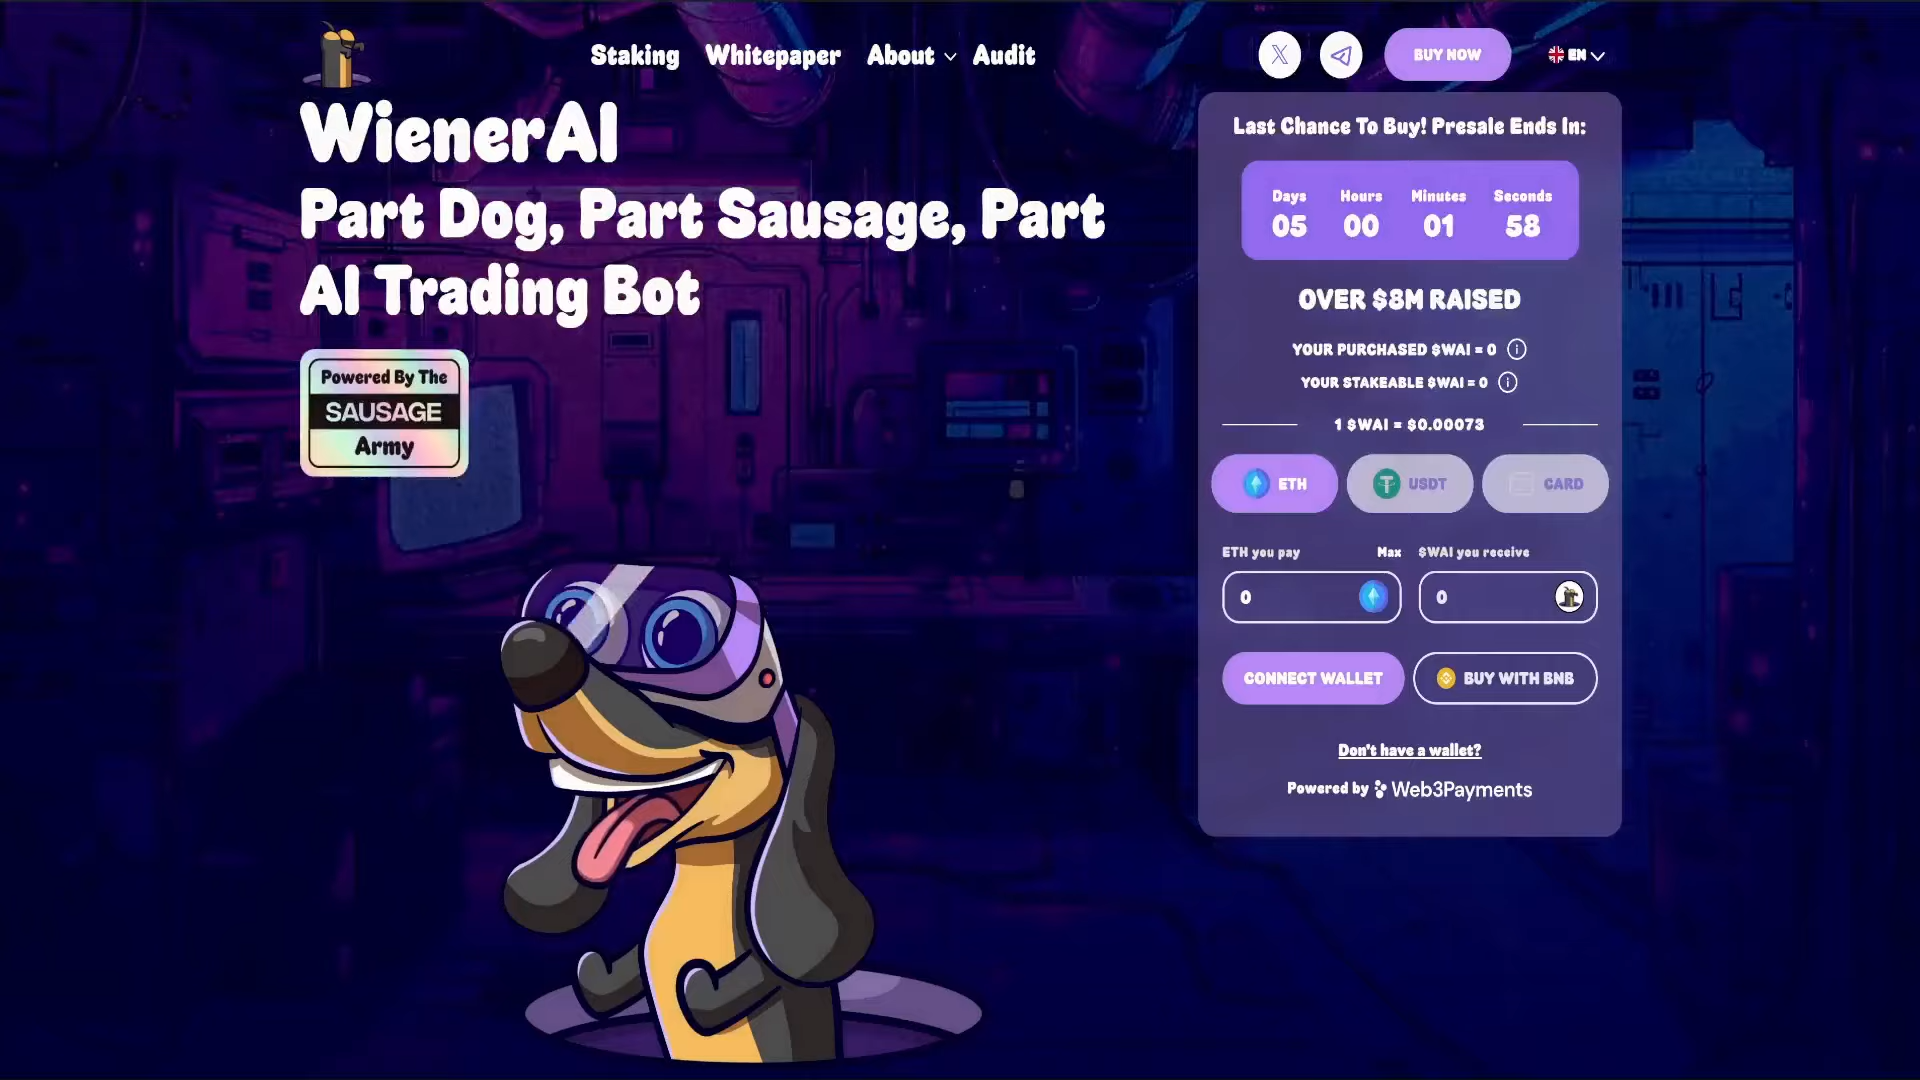 Staking Whitepaper About Audit
BUY NOW
EN
WienerAI
Part Dog, Part Sausage, Part
AI Trading Bot
Powered By The
SAUSAGE
Army
Last Chance To Buy! Presale Ends In:
Days Hours Minutes Seconds
05 00 01 58
OVER $8M RAISED
YOUR PURCHASED $WAI = 0
YOUR STAKEABLE $WAI = 0
1 $WAI = $0.00073
ETH USDT CARD
ETH you pay Max $WAI you receive
0 0
CONNECT WALLET BUY WITH BNB
Don't have a wallet?
Powered by Web3Payments